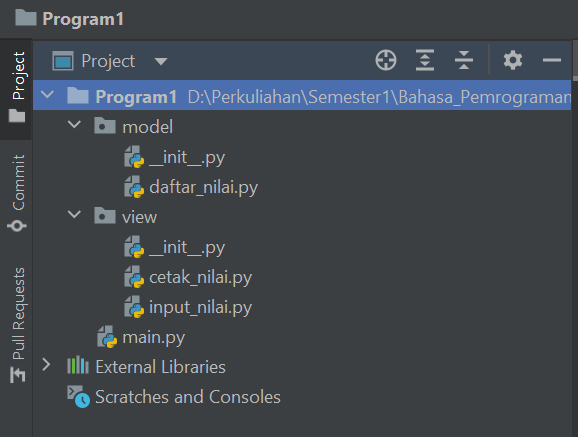 Program1
Project
Commit
Pull Requests
Project
Program1 D:\Perkuliahan\Semester1\Bahasa_Pemrograman
model
__init__.py
daftar_nilai.py
view
__init__.py
cetak_nilai.py
input_nilai.py
main.py
External Libraries
Scratches and Consoles